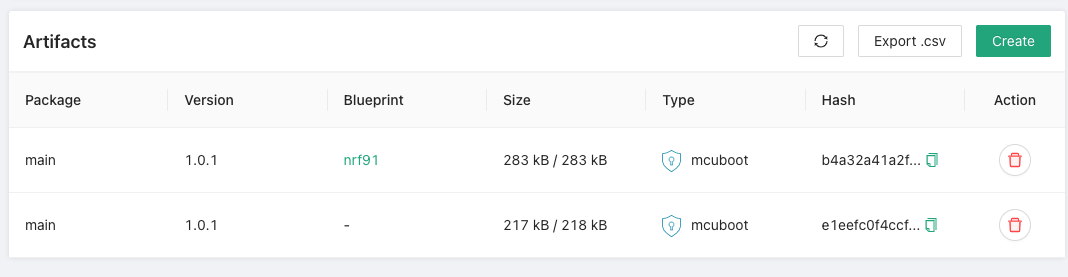 Artifacts
Export .csv
Create
Package Version Blueprint Size Type Hash Action
main 1.0.1 nrf91 283 kB / 283 kB mcuboot b4a32a41a2f...
main 1.0.1 - 217 kB / 218 kB mcuboot e1eefc0f4ccf...